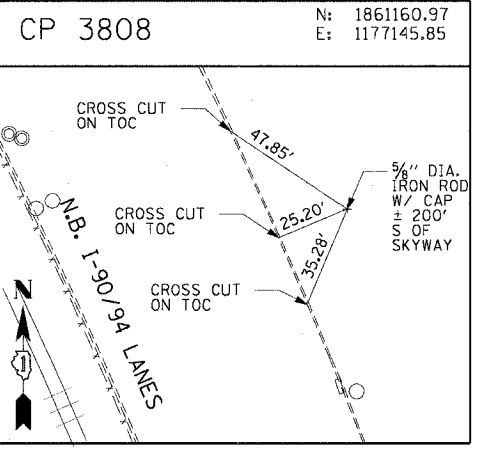 CP 3808
N: 1861160.97
E: 1177145.85
CROSS CUT
ON TOC
47.85'
5/8" DIA.
IRON ROD
W/ CAP
± 200'
S OF
SKYWAY
CROSS CUT
ON TOC
25.20'
35.28'
CROSS CUT
ON TOC
N.B. I-90/94 LANES
N
1